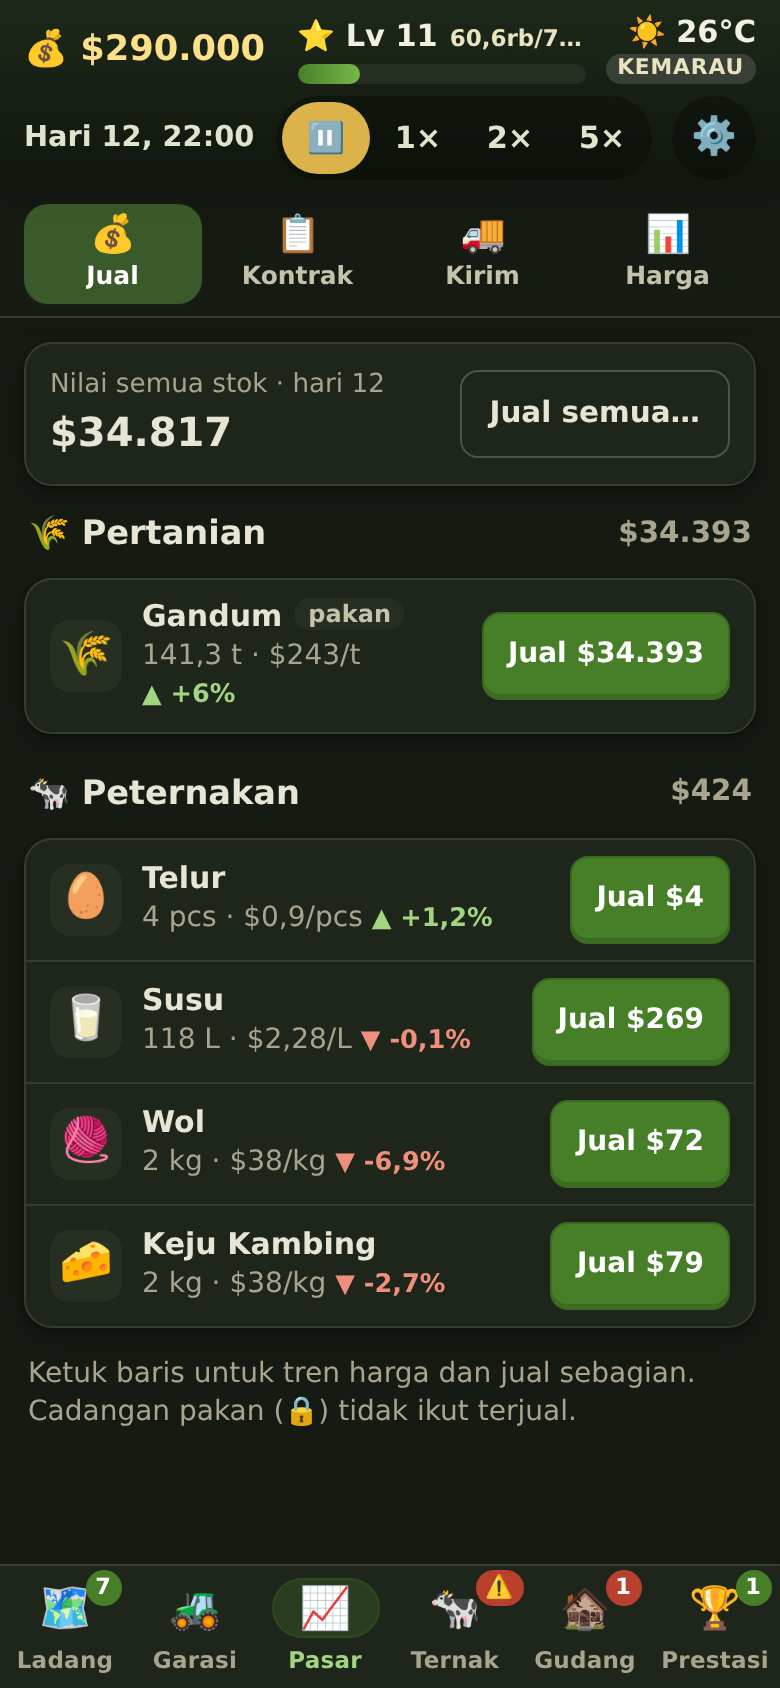 $290.000
Lv 11 60,6rb/7…
26°C
KEMARAU
Hari 12, 22:00
1× 2× 5×
Jual Kontrak Kirim Harga
Nilai semua stok · hari 12
$34.817
Jual semua…
Pertanian $34.393
Gandum pakan
141,3 t · $243/t
▲ +6%
Jual $34.393
Peternakan $424
Telur
4 pcs · $0,9/pcs ▲ +1,2%
Jual $4
Susu
118 L · $2,28/L ▼ -0,1%
Jual $269
Wol
2 kg · $38/kg ▼ -6,9%
Jual $72
Keju Kambing
2 kg · $38/kg ▼ -2,7%
Jual $79
Ketuk baris untuk tren harga dan jual sebagian.
Cadangan pakan (🔒) tidak ikut terjual.
7 1 1
Ladang Garasi Pasar Ternak Gudang Prestasi